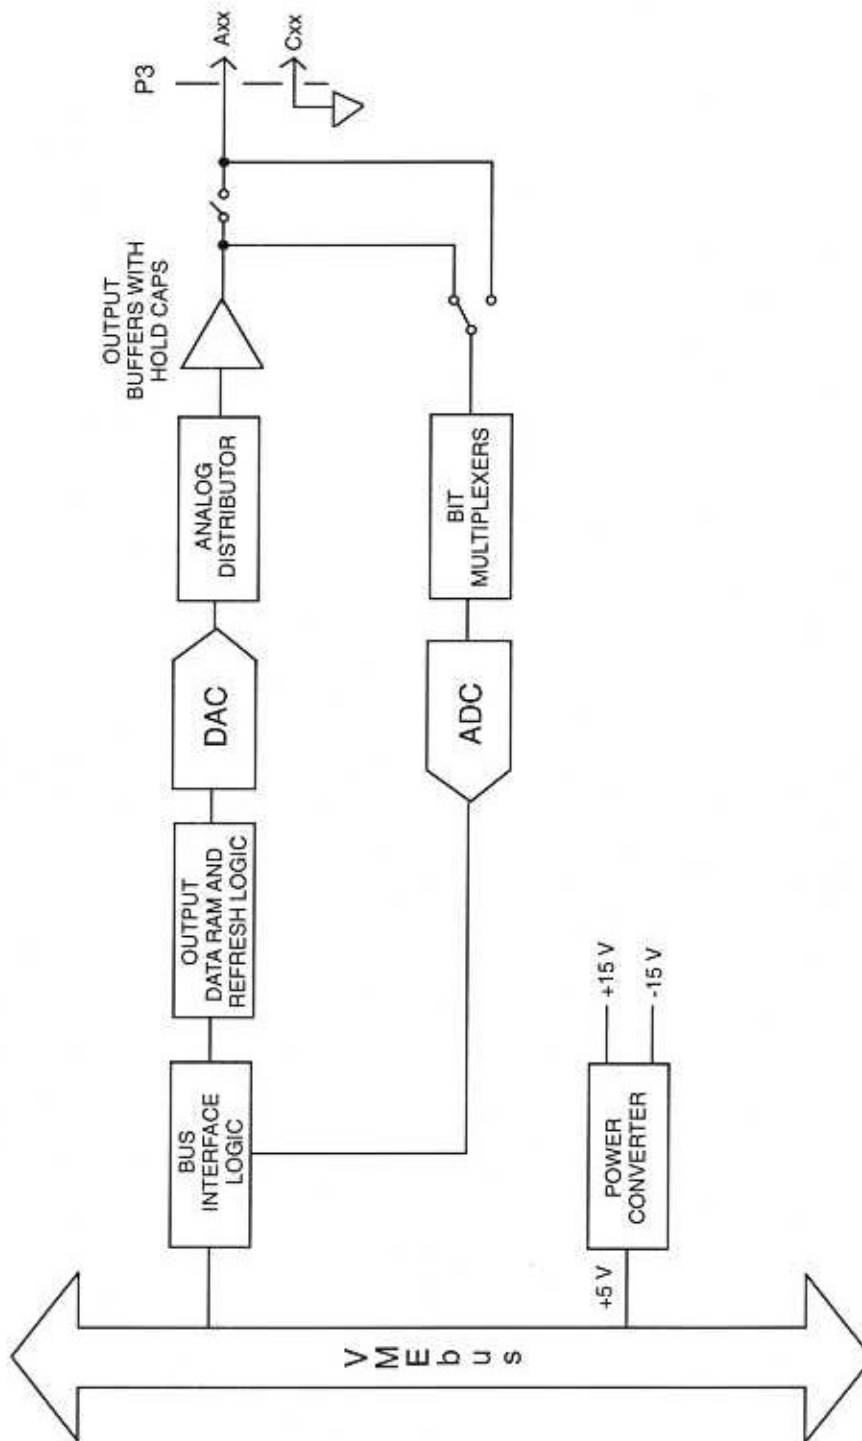 VMEbus
BUS
INTERFACE
LOGIC
OUTPUT
DATA RAM AND
REFRESH LOGIC
DAC
ANALOG
DISTRIBUTOR
OUTPUT
BUFFERS WITH
HOLD CAPS
P3
Axx
Cxx
ADC
BIT
MULTIPLEXERS
+5 V
POWER
CONVERTER
+15 V
-15 V